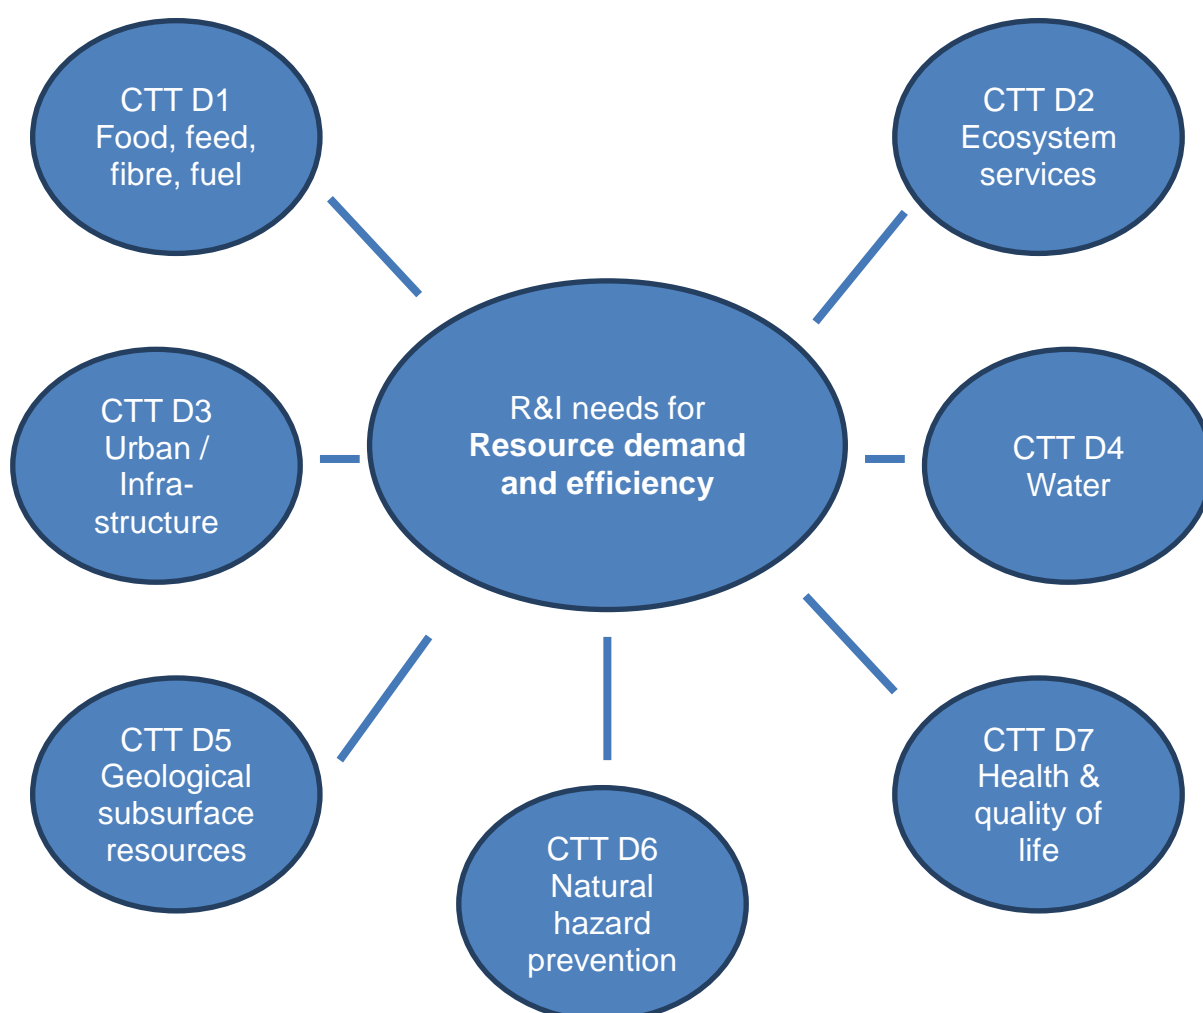 CTT D1
Food, feed,
fibre, fuel
CTT D2
Ecosystem
services
R&I needs for
Resource demand
and efficiency
CTT D3
Urban /
Infra-
structure
CTT D4
Water
CTT D5
Geological
subsurface
resources
CTT D6
Natural
hazard
prevention
CTT D7
Health &
quality of
life